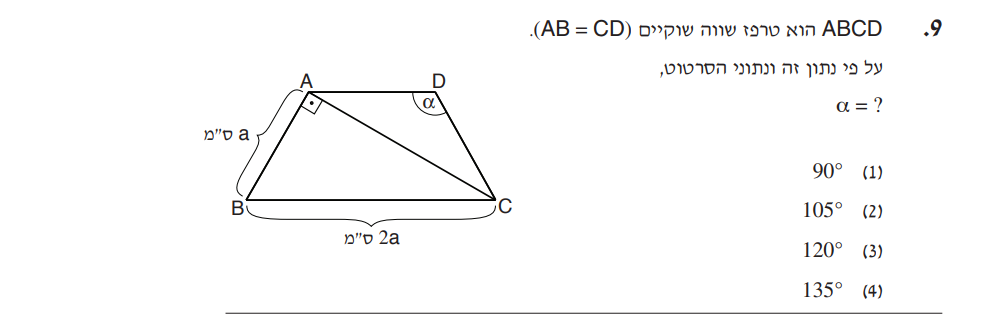 9. ABCD הוא טרפז שווה שוקיים (AB = CD).
על פי נתון זה ונתוני הסרטוט,
α = ?
(1) 90°
(2) 105°
(3) 120°
(4) 135°
A
D
α
a ס"מ
B
C
2a ס"מ